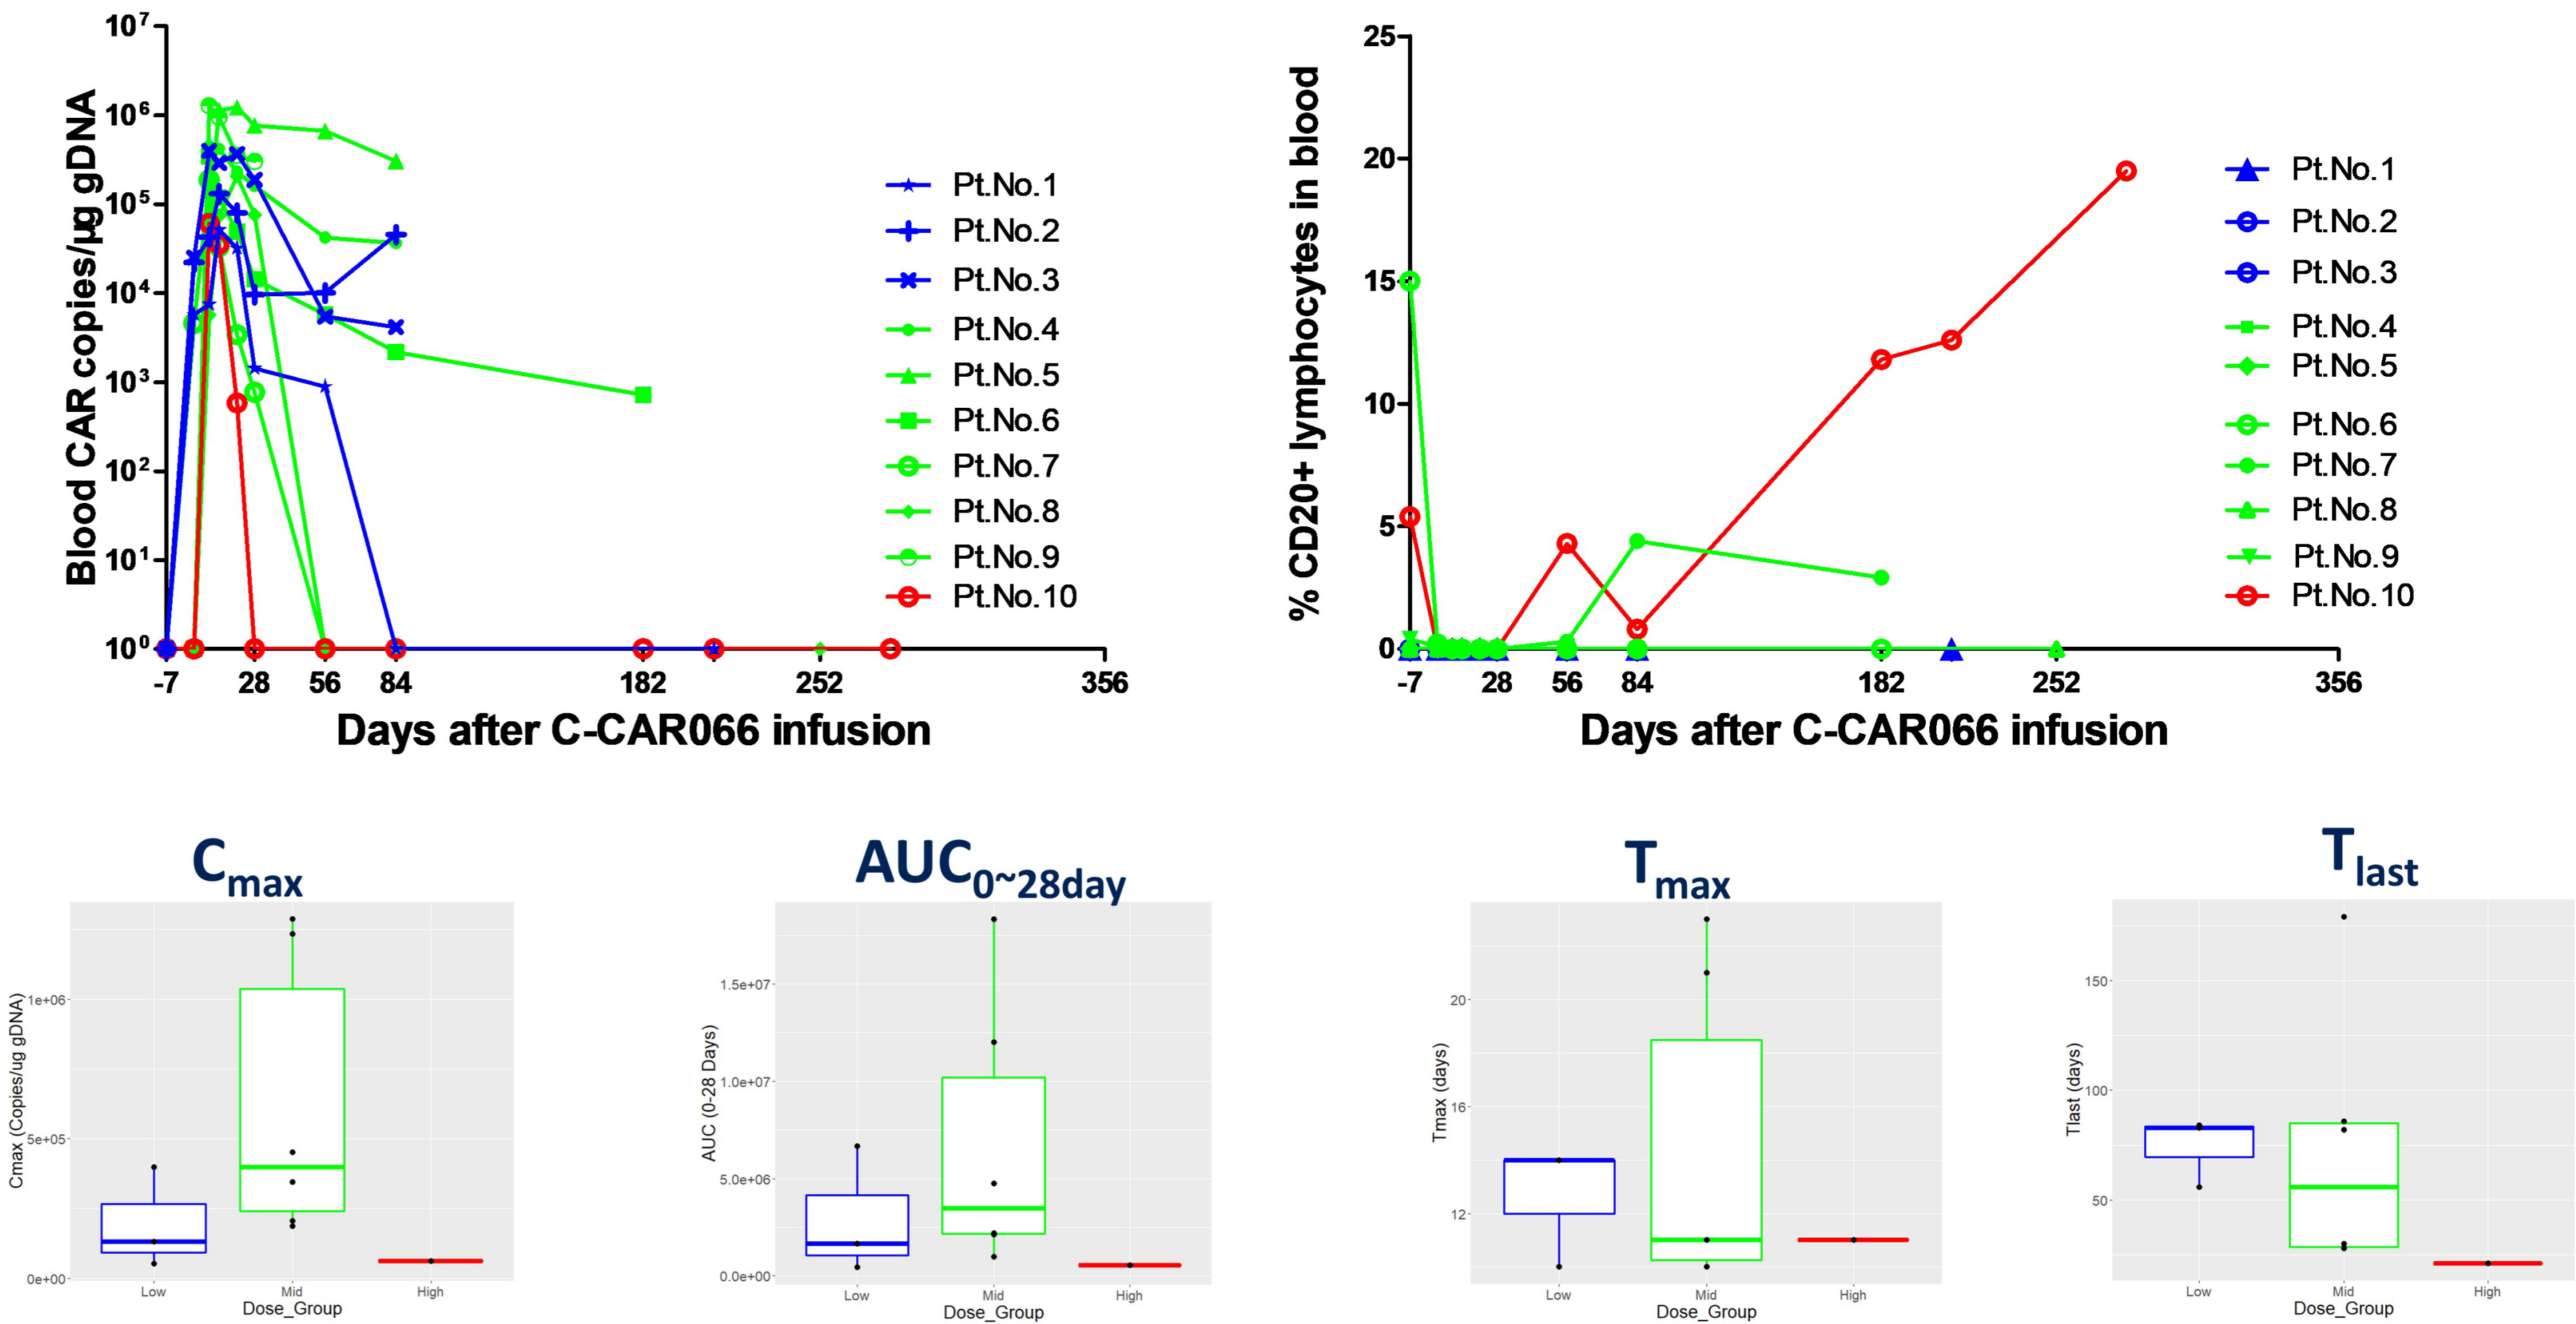 Blood CAR copies/µg gDNA
10^7
10^6
10^5
10^4
10^3
10^2
10^1
10^0
-7 28 56 84 182 252 356
Days after C-CAR066 infusion
Pt.No.1
Pt.No.2
Pt.No.3
Pt.No.4
Pt.No.5
Pt.No.6
Pt.No.7
Pt.No.8
Pt.No.9
Pt.No.10
% CD20+ lymphocytes in blood
25
20
15
10
5
0
-7 28 56 84 182 252 356
Days after C-CAR066 infusion
Pt.No.1
Pt.No.2
Pt.No.3
Pt.No.4
Pt.No.5
Pt.No.6
Pt.No.7
Pt.No.8
Pt.No.9
Pt.No.10
Cmax
Cmax (Copies/ug gDNA)
1e+06
5e+05
0e+00
Low Mid High
Dose_Group
AUC0~28day
AUC (0-28 Days)
1.5e+07
1.0e+07
5.0e+06
0.0e+00
Low Mid High
Dose_Group
Tmax
Tmax (days)
20
16
12
Low Mid High
Dose_Group
Tlast
Tlast (days)
150
100
50
Low Mid High
Dose_Group